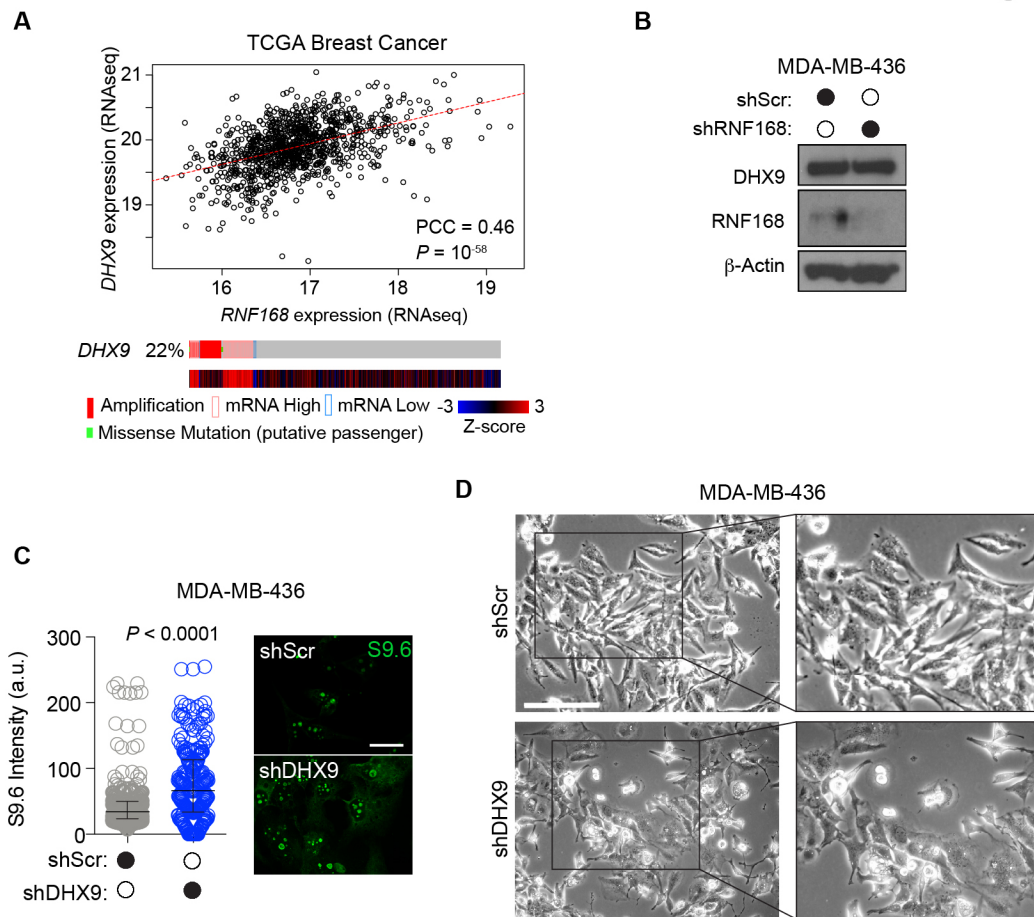 A
TCGA Breast Cancer
DHX9 expression (RNAseq)
21
20
19
PCC = 0.46
P = 10-58
16 17 18 19
RNF168 expression (RNAseq)
DHX9 22%
Amplification mRNA High mRNA Low -3 3
Z-score
Missense Mutation (putative passenger)
B
MDA-MB-436
shScr:
shRNF168:
DHX9
RNF168
β-Actin
C
MDA-MB-436
P < 0.0001
S9.6 Intensity (a.u.)
300
200
100
0
shScr:
shDHX9:
shScr S9.6
shDHX9
D
MDA-MB-436
shScr
shDHX9